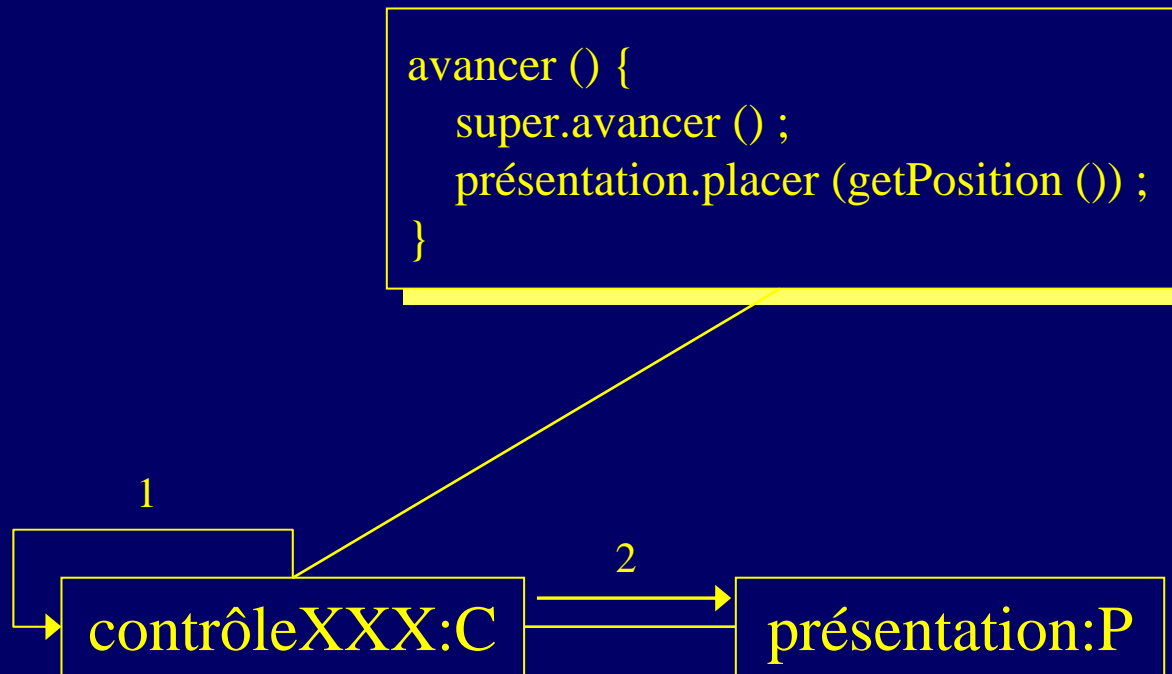 avancer () {
super.avancer () ;
présentation.placer (getPosition ()) ;
}
1
2
contrôleXXX:C
présentation:P